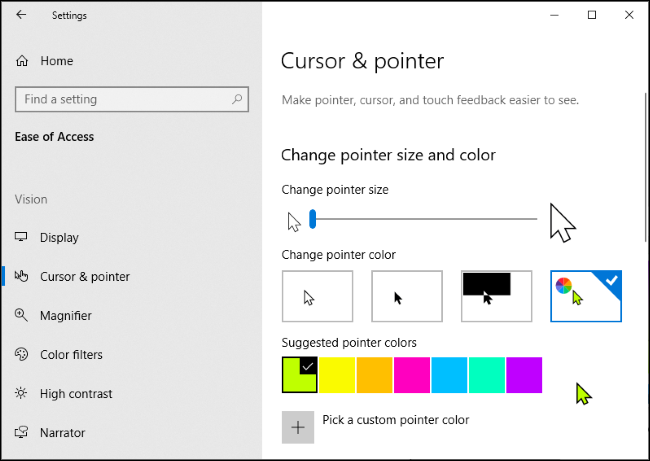 Settings
Home
Find a setting
Ease of Access
Vision
Display
Cursor & pointer
Magnifier
Color filters
High contrast
Narrator
Cursor & pointer
Make pointer, cursor, and touch feedback easier to see.
Change pointer size and color
Change pointer size
Change pointer color
Suggested pointer colors
Pick a custom pointer color